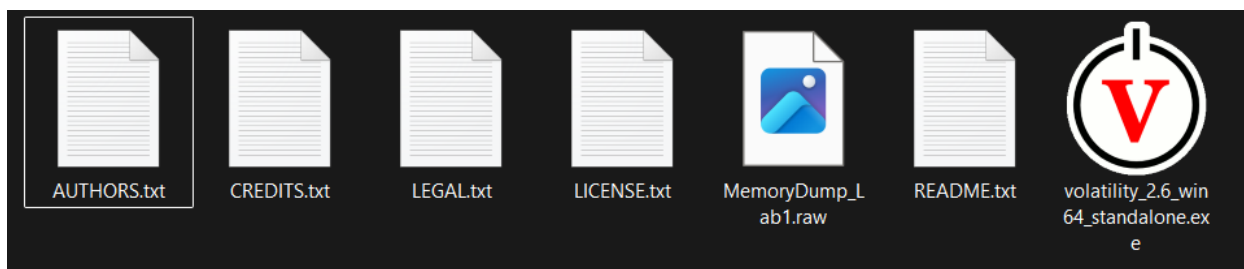 AUTHORS.txt
CREDITS.txt
LEGAL.txt
LICENSE.txt
MemoryDump_L
ab1.raw
README.txt
V
volatility_2.6_win
64_standalone.ex
e